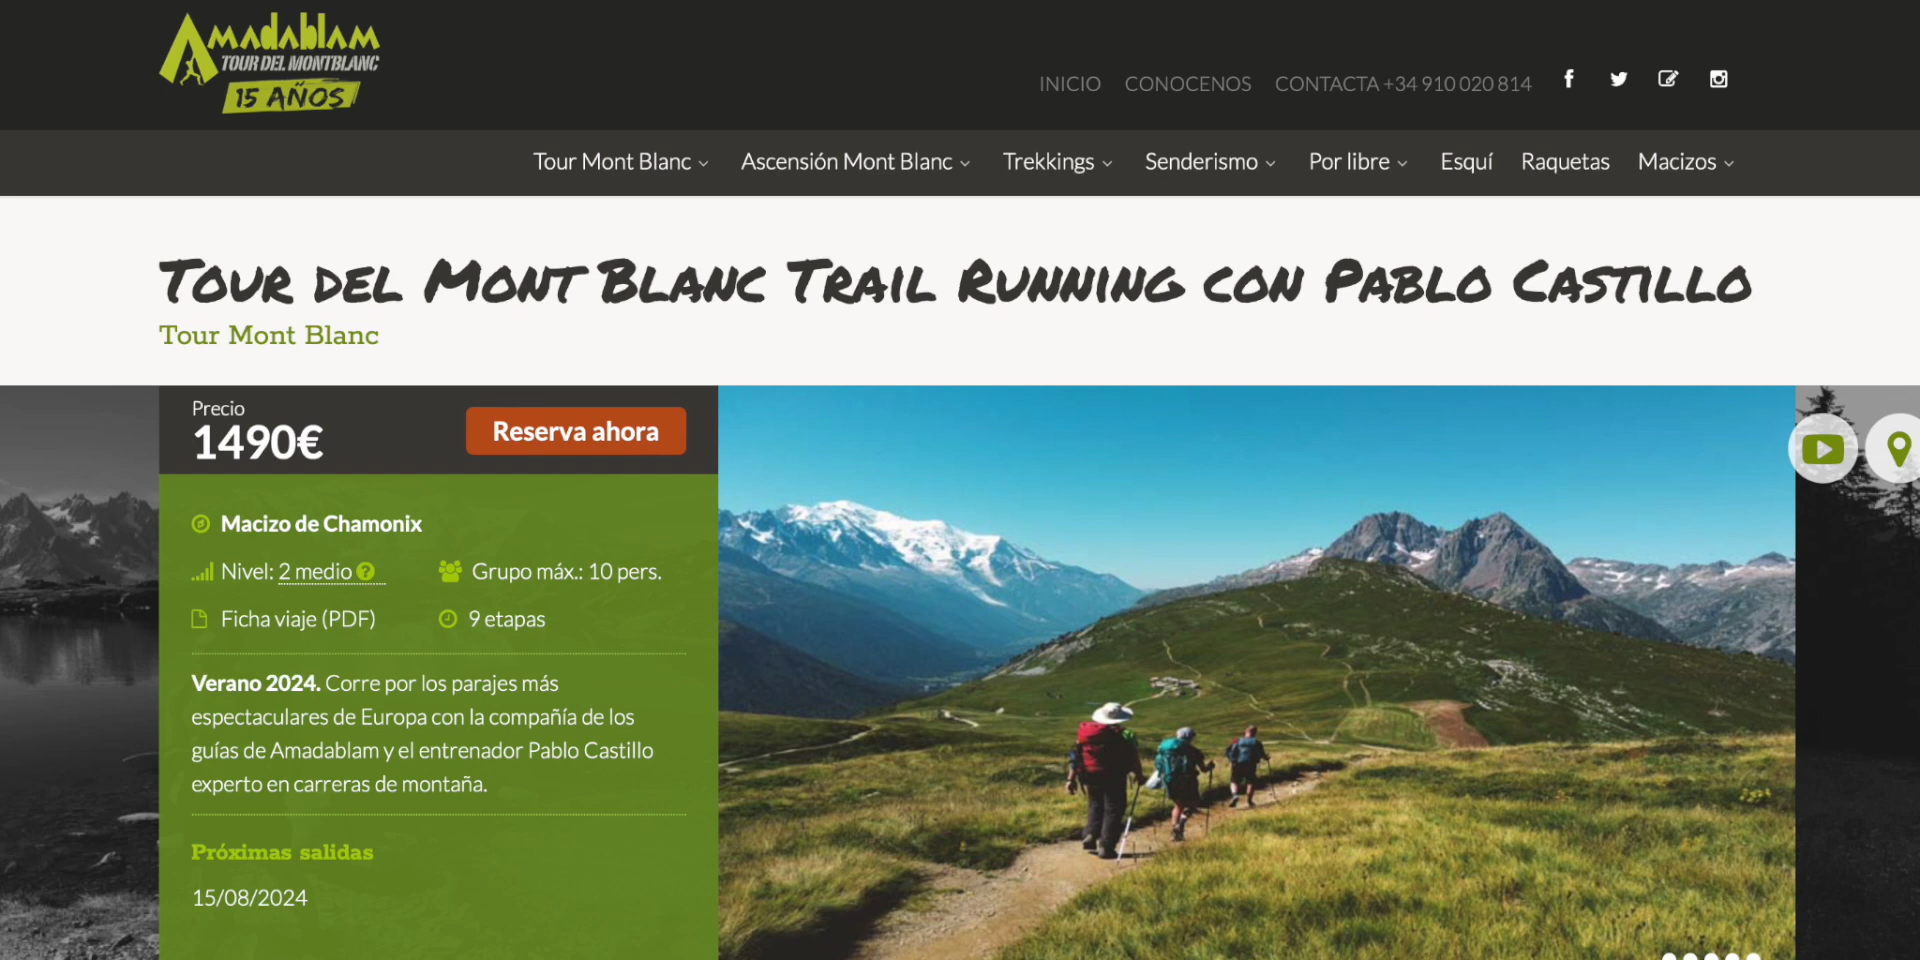 Amadablam
TOUR DEL MONTBLANC
15 AÑOS
INICIO CONOCENOS CONTACTA +34 910 020 814
Tour Mont Blanc Ascensión Mont Blanc Trekkings Senderismo Por libre Esquí Raquetas Macizos
Tour del Mont Blanc Trail Running con Pablo Castillo
Tour Mont Blanc
Precio
1490€
Reserva ahora
Macizo de Chamonix
Nivel: 2 medio ?
Grupo máx.: 10 pers.
Ficha viaje (PDF)
9 etapas
Verano 2024. Corre por los parajes más
espectaculares de Europa con la compañía de los
guías de Amadablam y el entrenador Pablo Castillo
experto en carreras de montaña.
Próximas salidas
15/08/2024